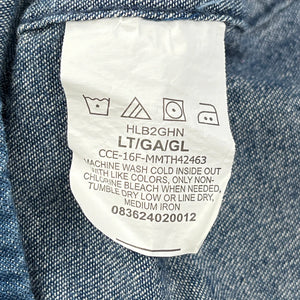 HLB2GHN
LT/GA/GL
CCE-16F-MMTH42463
MACHINE WASH COLD INSIDE OUT
WITH LIKE COLORS, ONLY NON-
CHLORINE BLEACH WHEN NEEDED,
TUMBLE DRY LOW OR LINE DRY,
MEDIUM IRON
083624020012